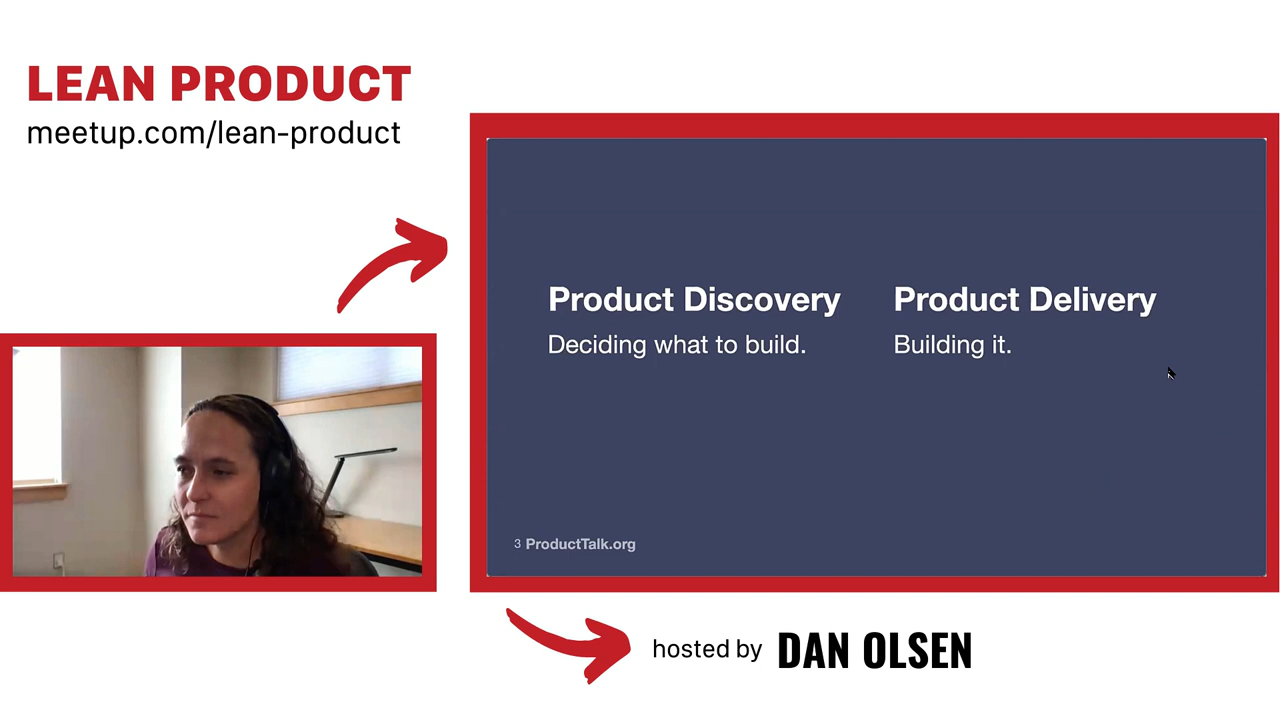 LEAN PRODUCT
meetup.com/lean-product
Product Discovery
Deciding what to build.
Product Delivery
Building it.
3 ProductTalk.org
hosted by DAN OLSEN